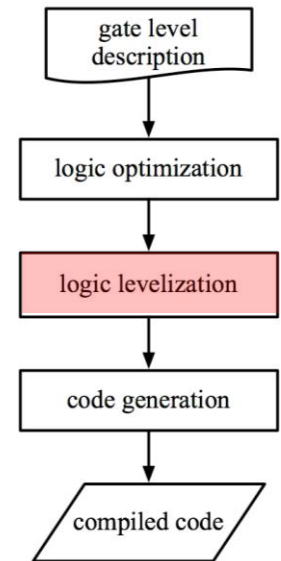 gate level
description
logic optimization
logic levelization
code generation
compiled code